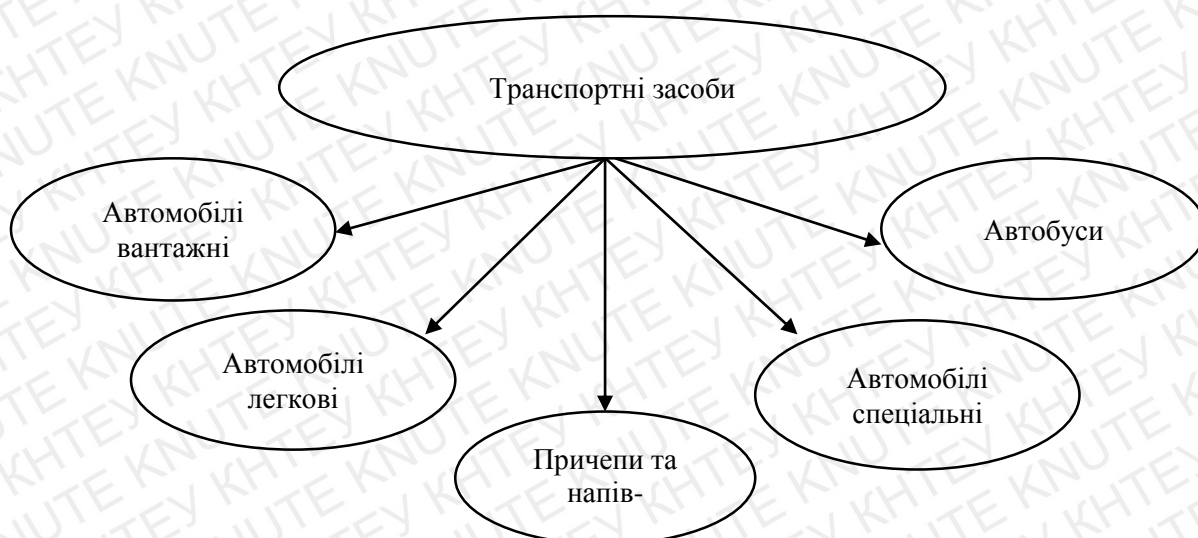 Транспортні засоби
Автомобілі
вантажні
Автобуси
Автомобілі
легкові
Автомобілі
спеціальні
Причепи та
напів-